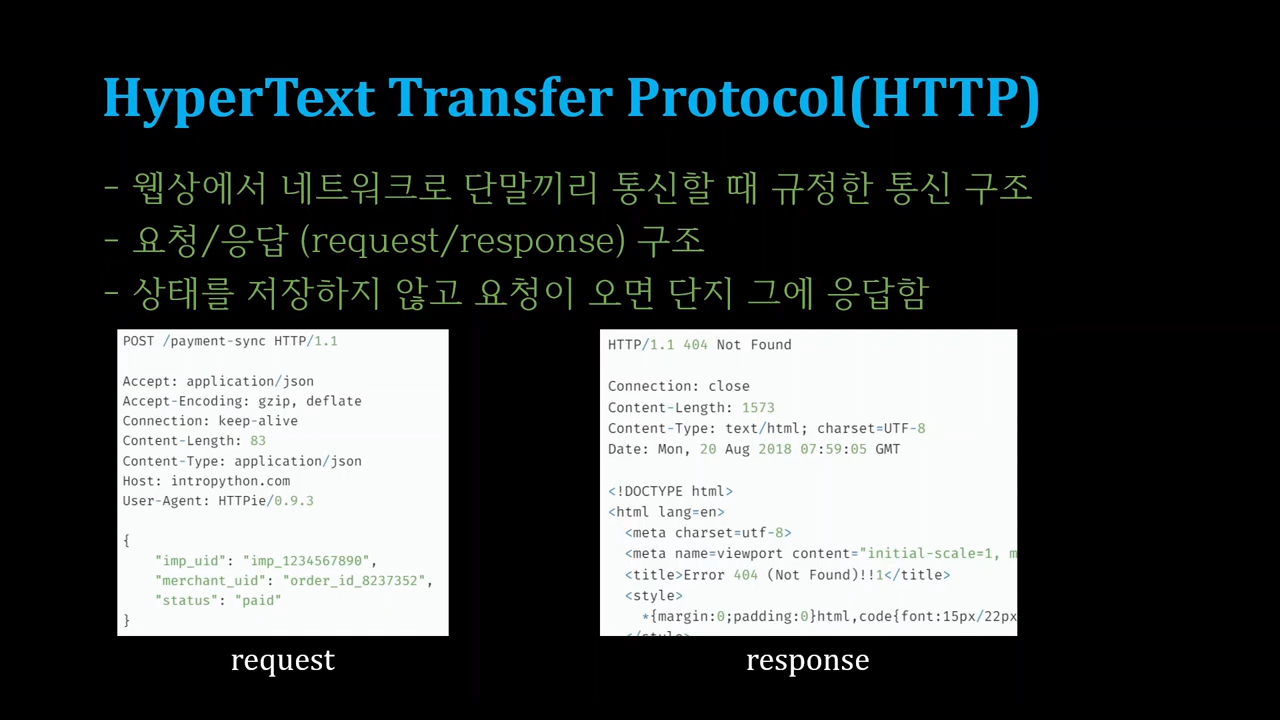 HyperText Transfer Protocol(HTTP)
- 웹상에서 네트워크로 단말끼리 통신할 때 규정한 통신 구조
- 요청/응답 (request/response) 구조
- 상태를 저장하지 않고 요청이 오면 단지 그에 응답함
POST /payment-sync HTTP/1.1
Accept: application/json
Accept-Encoding: gzip, deflate
Connection: keep-alive
Content-Length: 83
Content-Type: application/json
Host: intropython.com
User-Agent: HTTPie/0.9.3
{
"imp_uid": "imp_1234567890",
"merchant_uid": "order_id_8237352",
"status": "paid"
}
request
HTTP/1.1 404 Not Found
Connection: close
Content-Length: 1573
Content-Type: text/html; charset=UTF-8
Date: Mon, 20 Aug 2018 07:59:05 GMT
<!DOCTYPE html>
<html lang=en>
<meta charset=utf-8>
<meta name=viewport content="initial-scale=1, m
<title>Error 404 (Not Found)!!1</title>
<style>
*{margin:0;padding:0}html,code{font:15px/22px
</style>
response